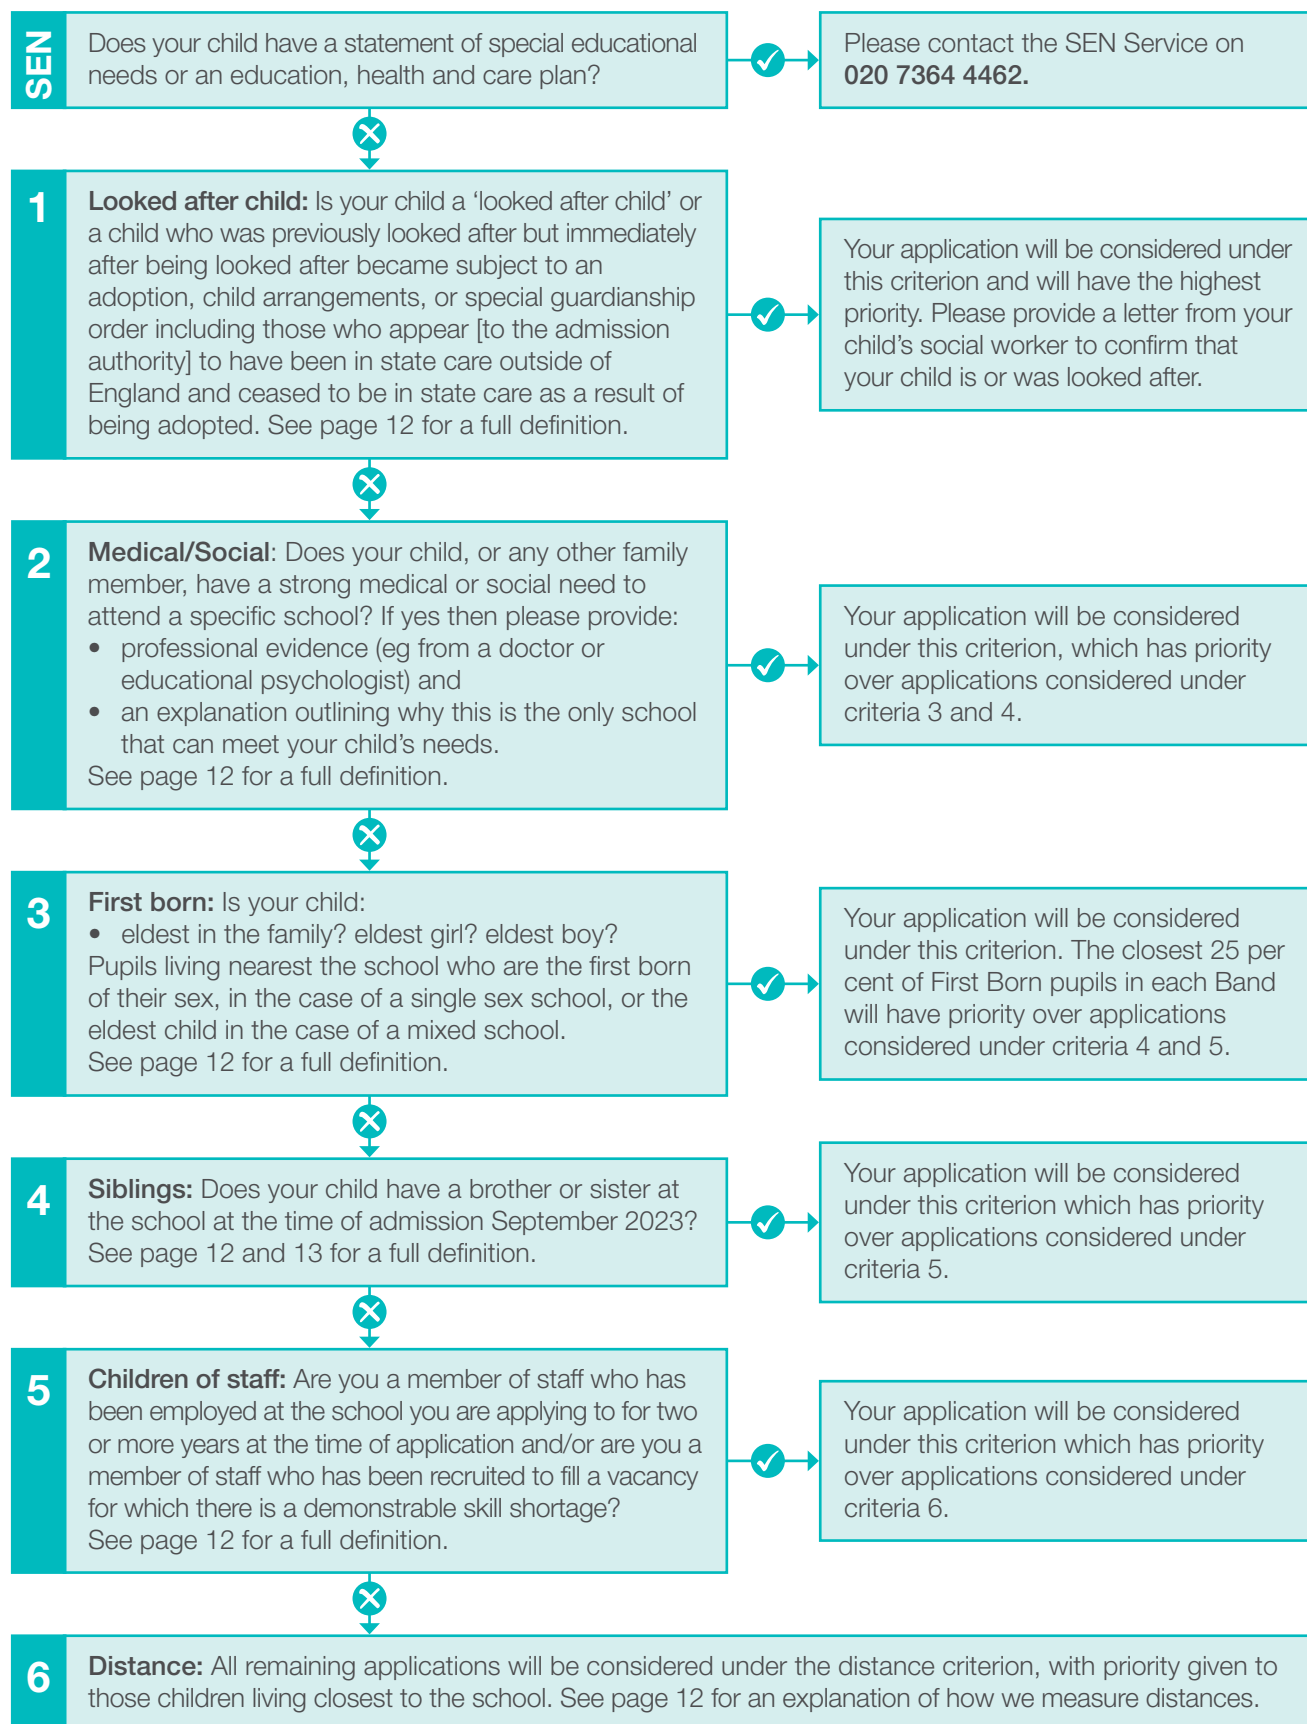 SEN
Does your child have a statement of special educational
needs or an education, health and care plan?
Please contact the SEN Service on
020 7364 4462.
1
Looked after child: Is your child a ‘looked after child’ or
a child who was previously looked after but immediately
after being looked after became subject to an
adoption, child arrangements, or special guardianship
order including those who appear [to the admission
authority] to have been in state care outside of
England and ceased to be in state care as a result of
being adopted. See page 12 for a full definition.
Your application will be considered under
this criterion and will have the highest
priority. Please provide a letter from your
child’s social worker to confirm that
your child is or was looked after.
2
Medical/Social: Does your child, or any other family
member, have a strong medical or social need to
attend a specific school? If yes then please provide:
• professional evidence (eg from a doctor or
educational psychologist) and
• an explanation outlining why this is the only school
that can meet your child’s needs.
See page 12 for a full definition.
Your application will be considered
under this criterion, which has priority
over applications considered under
criteria 3 and 4.
3
First born: Is your child:
• eldest in the family? eldest girl? eldest boy?
Pupils living nearest the school who are the first born
of their sex, in the case of a single sex school, or the
eldest child in the case of a mixed school.
See page 12 for a full definition.
Your application will be considered
under this criterion. The closest 25 per
cent of First Born pupils in each Band
will have priority over applications
considered under criteria 4 and 5.
4
Siblings: Does your child have a brother or sister at
the school at the time of admission September 2023?
See page 12 and 13 for a full definition.
Your application will be considered
under this criterion which has priority
over applications considered under
criteria 5.
5
Children of staff: Are you a member of staff who has
been employed at the school you are applying to for two
or more years at the time of application and/or are you a
member of staff who has been recruited to fill a vacancy
for which there is a demonstrable skill shortage?
See page 12 for a full definition.
Your application will be considered
under this criterion which has priority
over applications considered under
criteria 6.
6
Distance: All remaining applications will be considered under the distance criterion, with priority given to
those children living closest to the school. See page 12 for an explanation of how we measure distances.